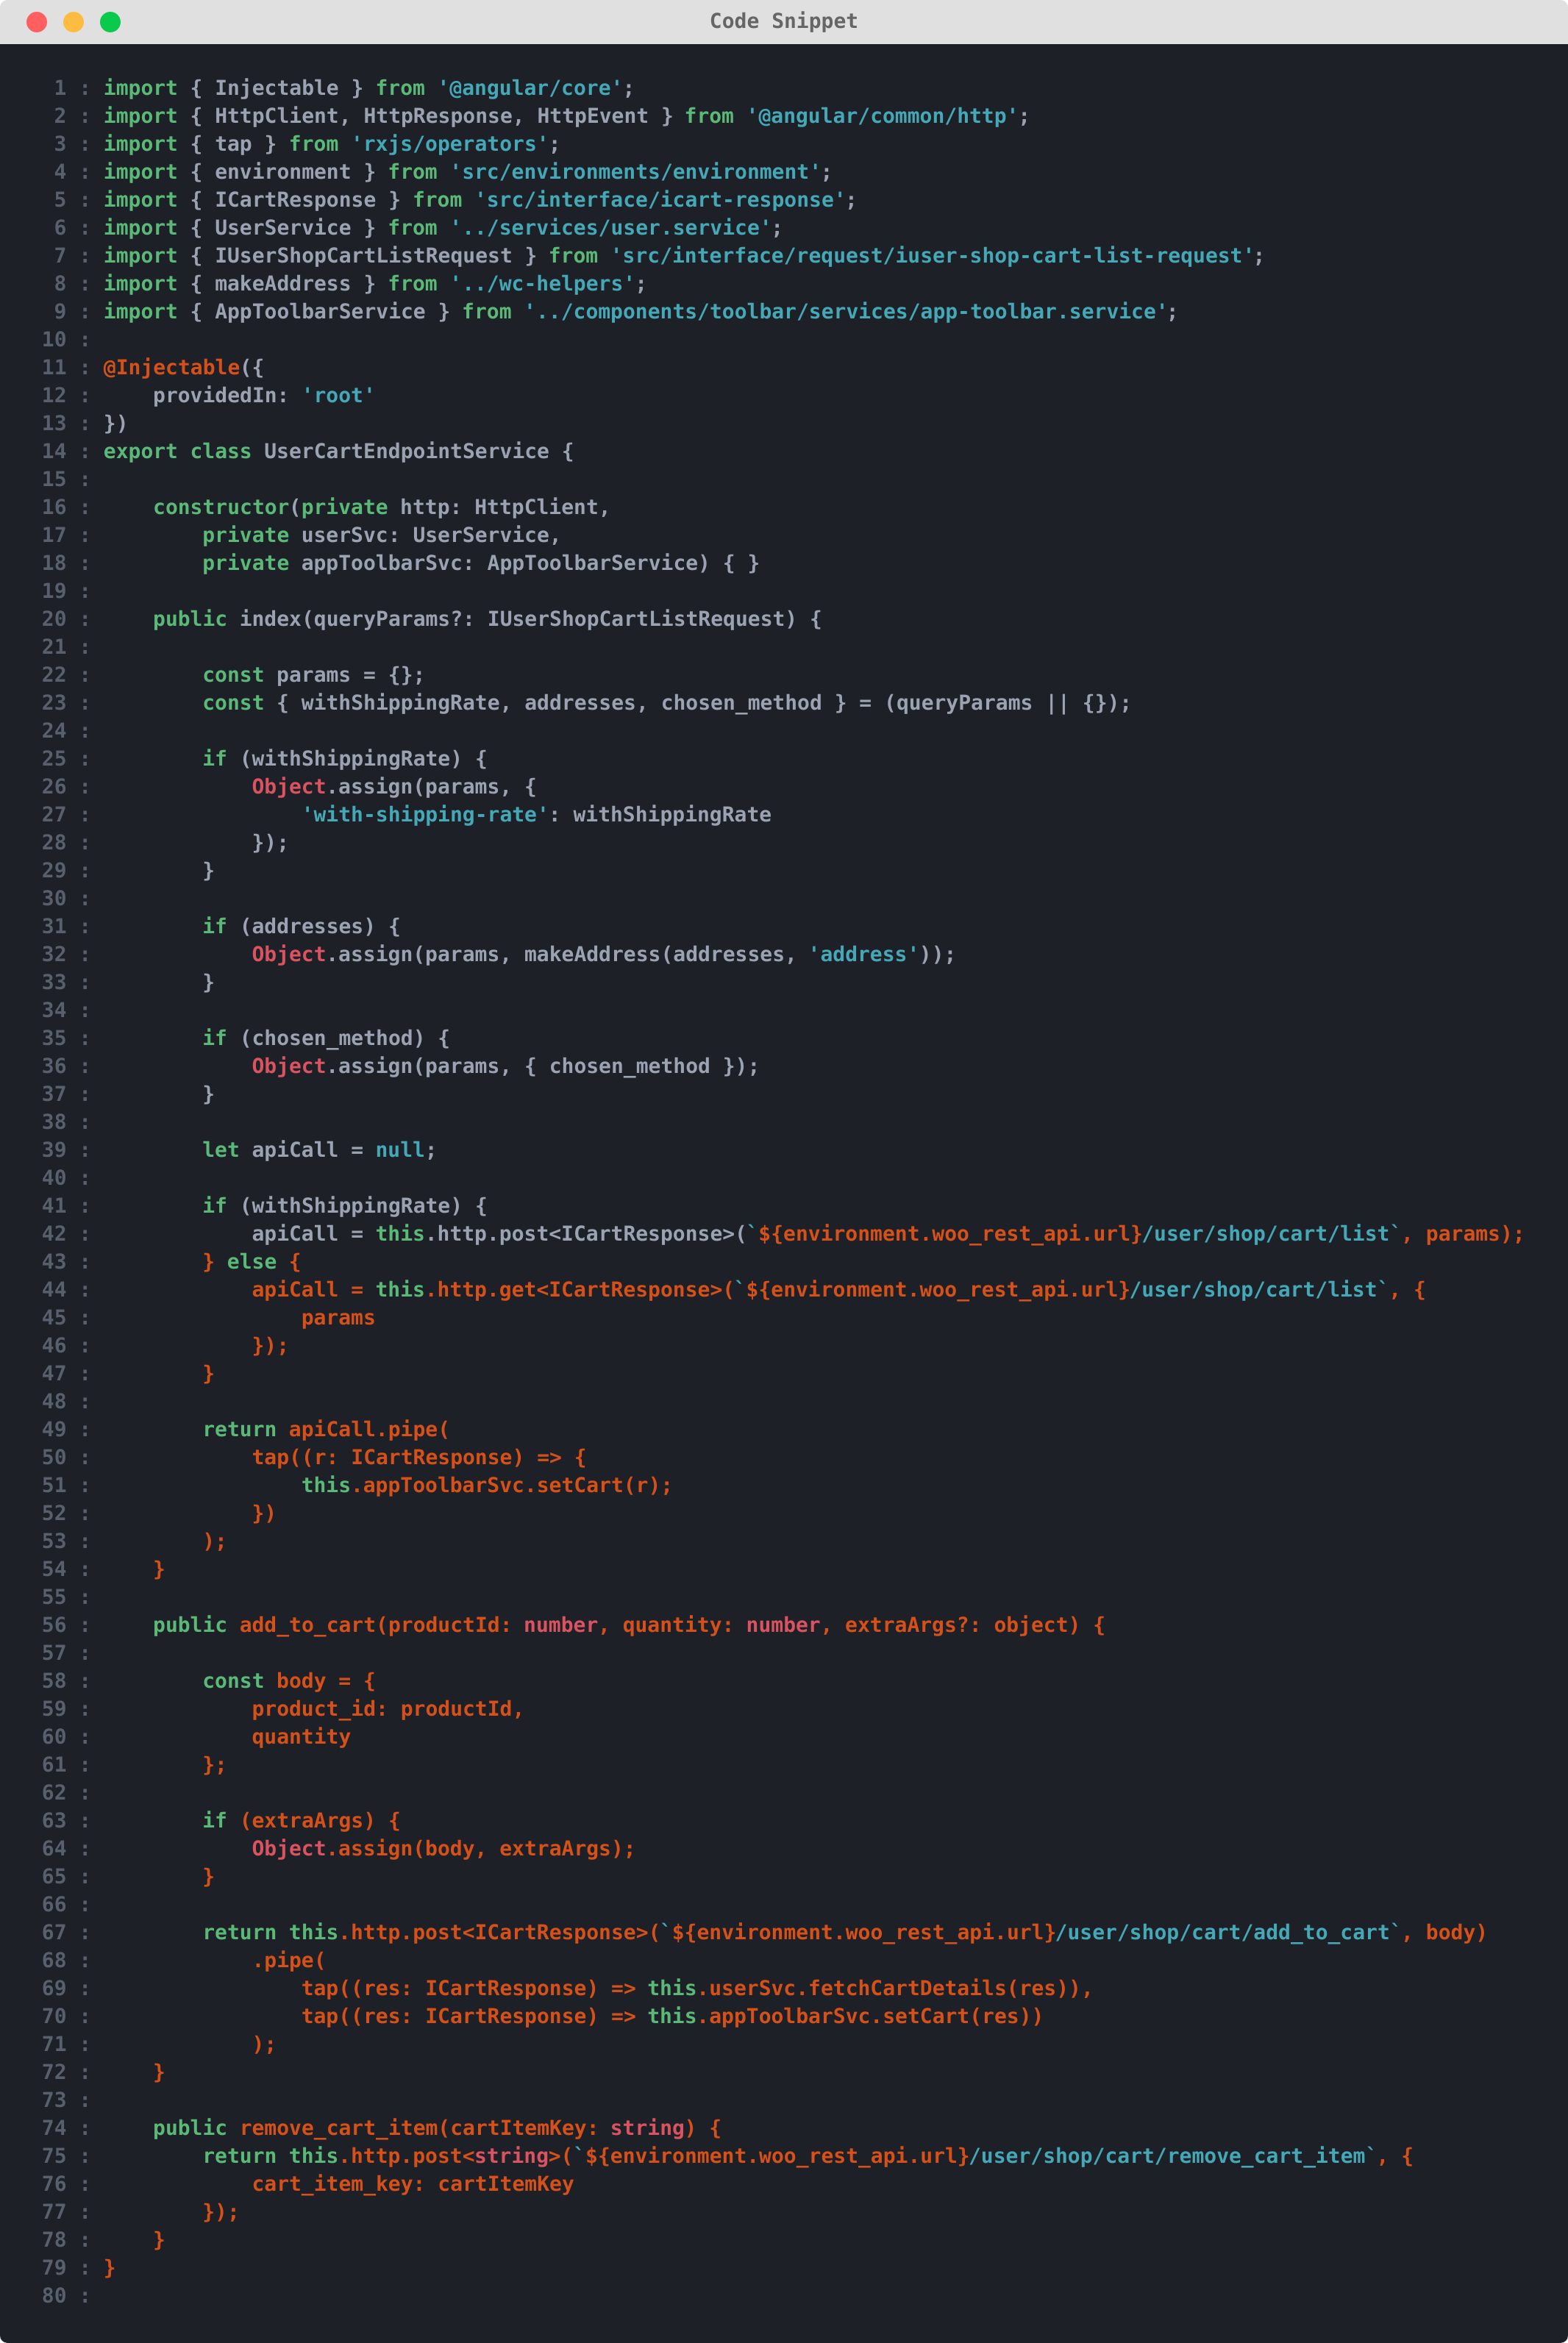 Code Snippet
1 : import { Injectable } from '@angular/core';
2 : import { HttpClient, HttpResponse, HttpEvent } from '@angular/common/http';
3 : import { tap } from 'rxjs/operators';
4 : import { environment } from 'src/environments/environment';
5 : import { ICartResponse } from 'src/interface/icart-response';
6 : import { UserService } from '../services/user.service';
7 : import { IUserShopCartListRequest } from 'src/interface/request/iuser-shop-cart-list-request';
8 : import { makeAddress } from '../wc-helpers';
9 : import { AppToolbarService } from '../components/toolbar/services/app-toolbar.service';
10 :
11 : @Injectable({
12 :     providedIn: 'root'
13 : })
14 : export class UserCartEndpointService {
15 :
16 :     constructor(private http: HttpClient,
17 :         private userSvc: UserService,
18 :         private appToolbarSvc: AppToolbarService) { }
19 :
20 :     public index(queryParams?: IUserShopCartListRequest) {
21 :
22 :         const params = {};
23 :         const { withShippingRate, addresses, chosen_method } = (queryParams || {});
24 :
25 :         if (withShippingRate) {
26 :             Object.assign(params, {
27 :                 'with-shipping-rate': withShippingRate
28 :             });
29 :         }
30 :
31 :         if (addresses) {
32 :             Object.assign(params, makeAddress(addresses, 'address'));
33 :         }
34 :
35 :         if (chosen_method) {
36 :             Object.assign(params, { chosen_method });
37 :         }
38 :
39 :         let apiCall = null;
40 :
41 :         if (withShippingRate) {
42 :             apiCall = this.http.post<ICartResponse>(`${environment.woo_rest_api.url}/user/shop/cart/list`, params);
43 :         } else {
44 :             apiCall = this.http.get<ICartResponse>(`${environment.woo_rest_api.url}/user/shop/cart/list`, {
45 :                 params
46 :             });
47 :         }
48 :
49 :         return apiCall.pipe(
50 :             tap((r: ICartResponse) => {
51 :                 this.appToolbarSvc.setCart(r);
52 :             })
53 :         );
54 :     }
55 :
56 :     public add_to_cart(productId: number, quantity: number, extraArgs?: object) {
57 :
58 :         const body = {
59 :             product_id: productId,
60 :             quantity
61 :         };
62 :
63 :         if (extraArgs) {
64 :             Object.assign(body, extraArgs);
65 :         }
66 :
67 :         return this.http.post<ICartResponse>(`${environment.woo_rest_api.url}/user/shop/cart/add_to_cart`, body)
68 :             .pipe(
69 :                 tap((res: ICartResponse) => this.userSvc.fetchCartDetails(res)),
70 :                 tap((res: ICartResponse) => this.appToolbarSvc.setCart(res))
71 :             );
72 :     }
73 :
74 :     public remove_cart_item(cartItemKey: string) {
75 :         return this.http.post<string>(`${environment.woo_rest_api.url}/user/shop/cart/remove_cart_item`, {
76 :             cart_item_key: cartItemKey
77 :         });
78 :     }
79 : }
80 :